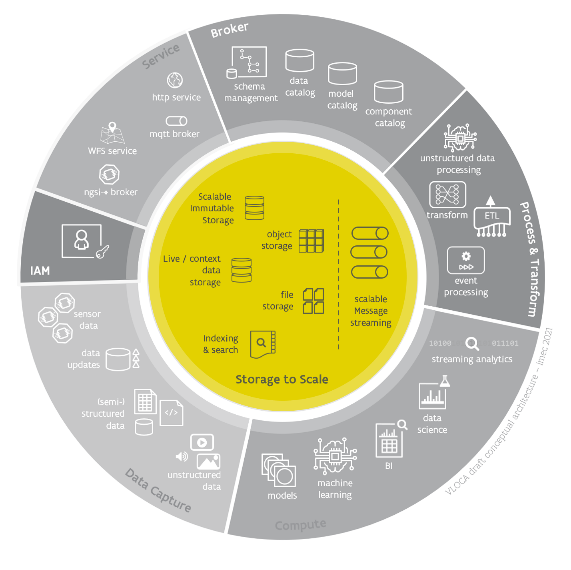 Broker
schema
management
data
catalog
model
catalog
component
catalog
Service
http service
mqtt broker
WFS service
ngsi-➔ broker
IAM
unstructured data
processing
transform
ETL
event
processing
Process & Transform
Scalable
Immutable
Storage
object
storage
Live / context
data
storage
file
storage
Indexing
& search
scalable
Message
streaming
Storage to Scale
sensor
data
data
updates
(semi-)
structured
data
unstructured
data
Data Capture
10100
011101
streaming analytics
data
science
BI
machine
learning
models
Compute
VLOCA draft conceptual architecture – imec 2021